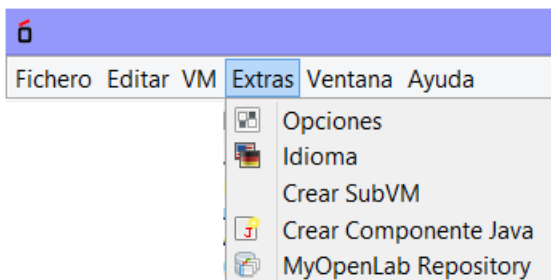 ó
Fichero Editar VM Extras Ventana Ayuda
Opciones
Idioma
Crear SubVM
Crear Componente Java
MyOpenLab Repository